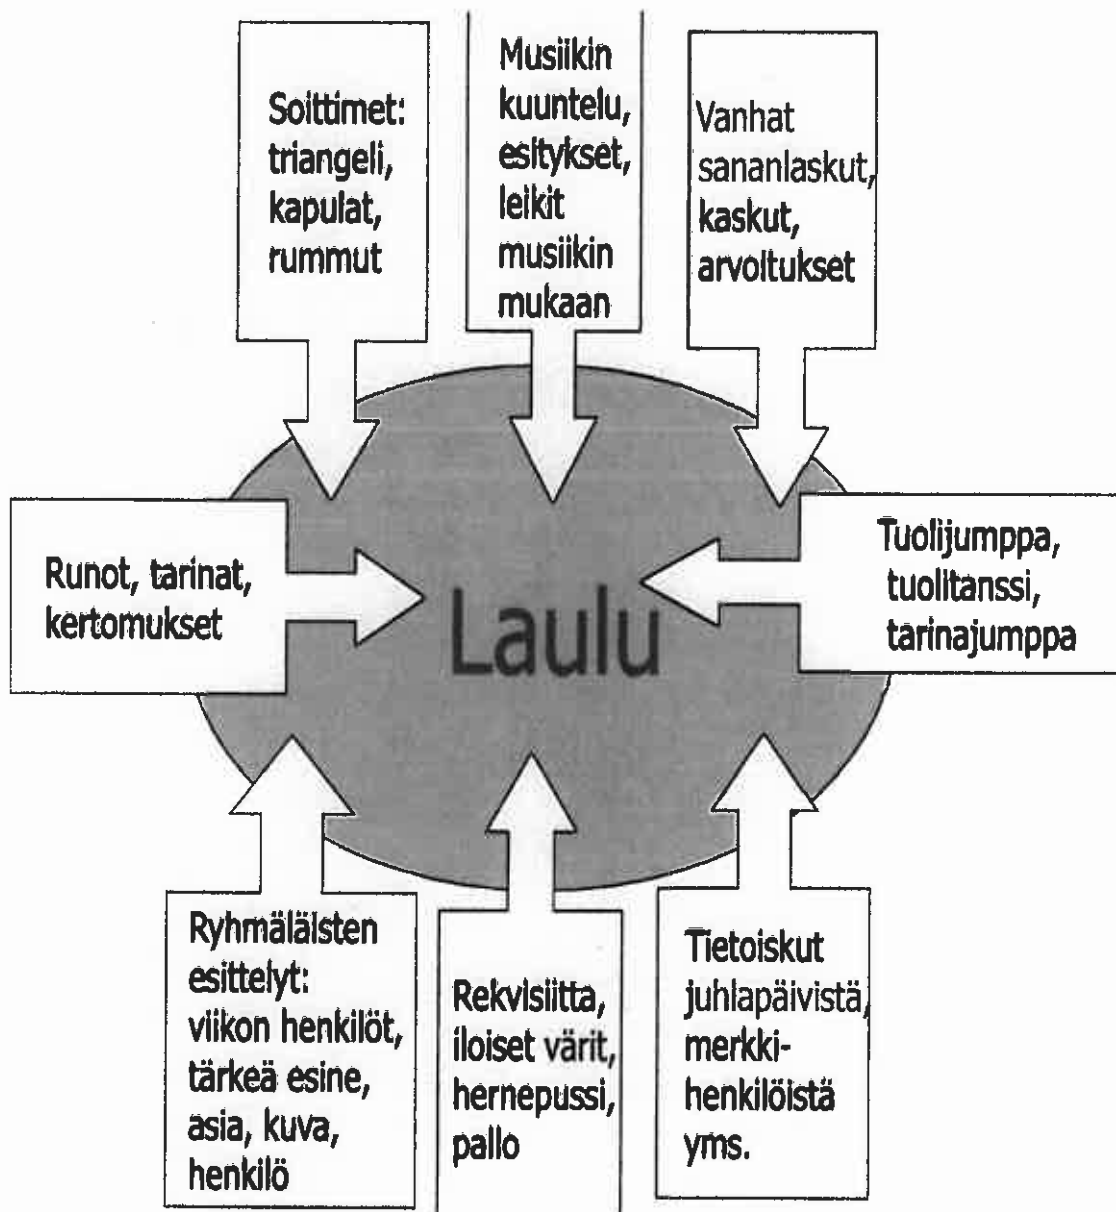 Soittimet:
triangeli,
kapulat,
rummut
Musiikin
kuuntelu,
esitykset,
leikit
musiikin
mukaan
Vanhat
sananlaskut,
kaskut,
arvoitukset
Runot, tarinat,
kertomukset
Laulu
Tuolijumppa,
tuolitanssi,
tarinajumppa
Ryhmäläisten
esittelyt:
viikon henkilöt,
tärkeä esine,
asia, kuva,
henkilö
Rekvisiitta,
iloiset värit,
hernepussi,
pallo
Tietoiskut
juhlapäivistä,
merkki-
henkilöistä
yms.